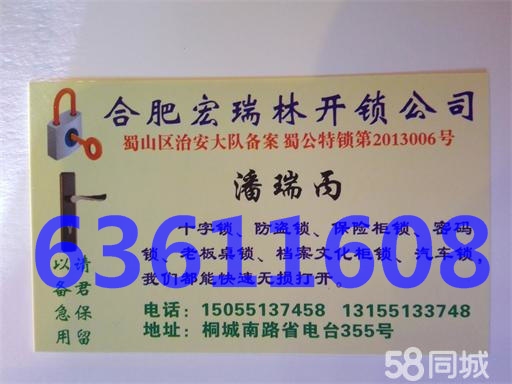 合肥宏瑞林开锁公司
蜀山区治安大队备案 蜀公特锁第2013006号
潘瑞丙
63611608
十字锁、防盗锁、保险柜锁、密码
锁、老板桌锁、档案文化柜锁、汽车锁,
我们都能快速无损打开。
请君保留
以备急用
电话: 15055137458 13155133748
地址: 桐城南路省电台355号
58同城